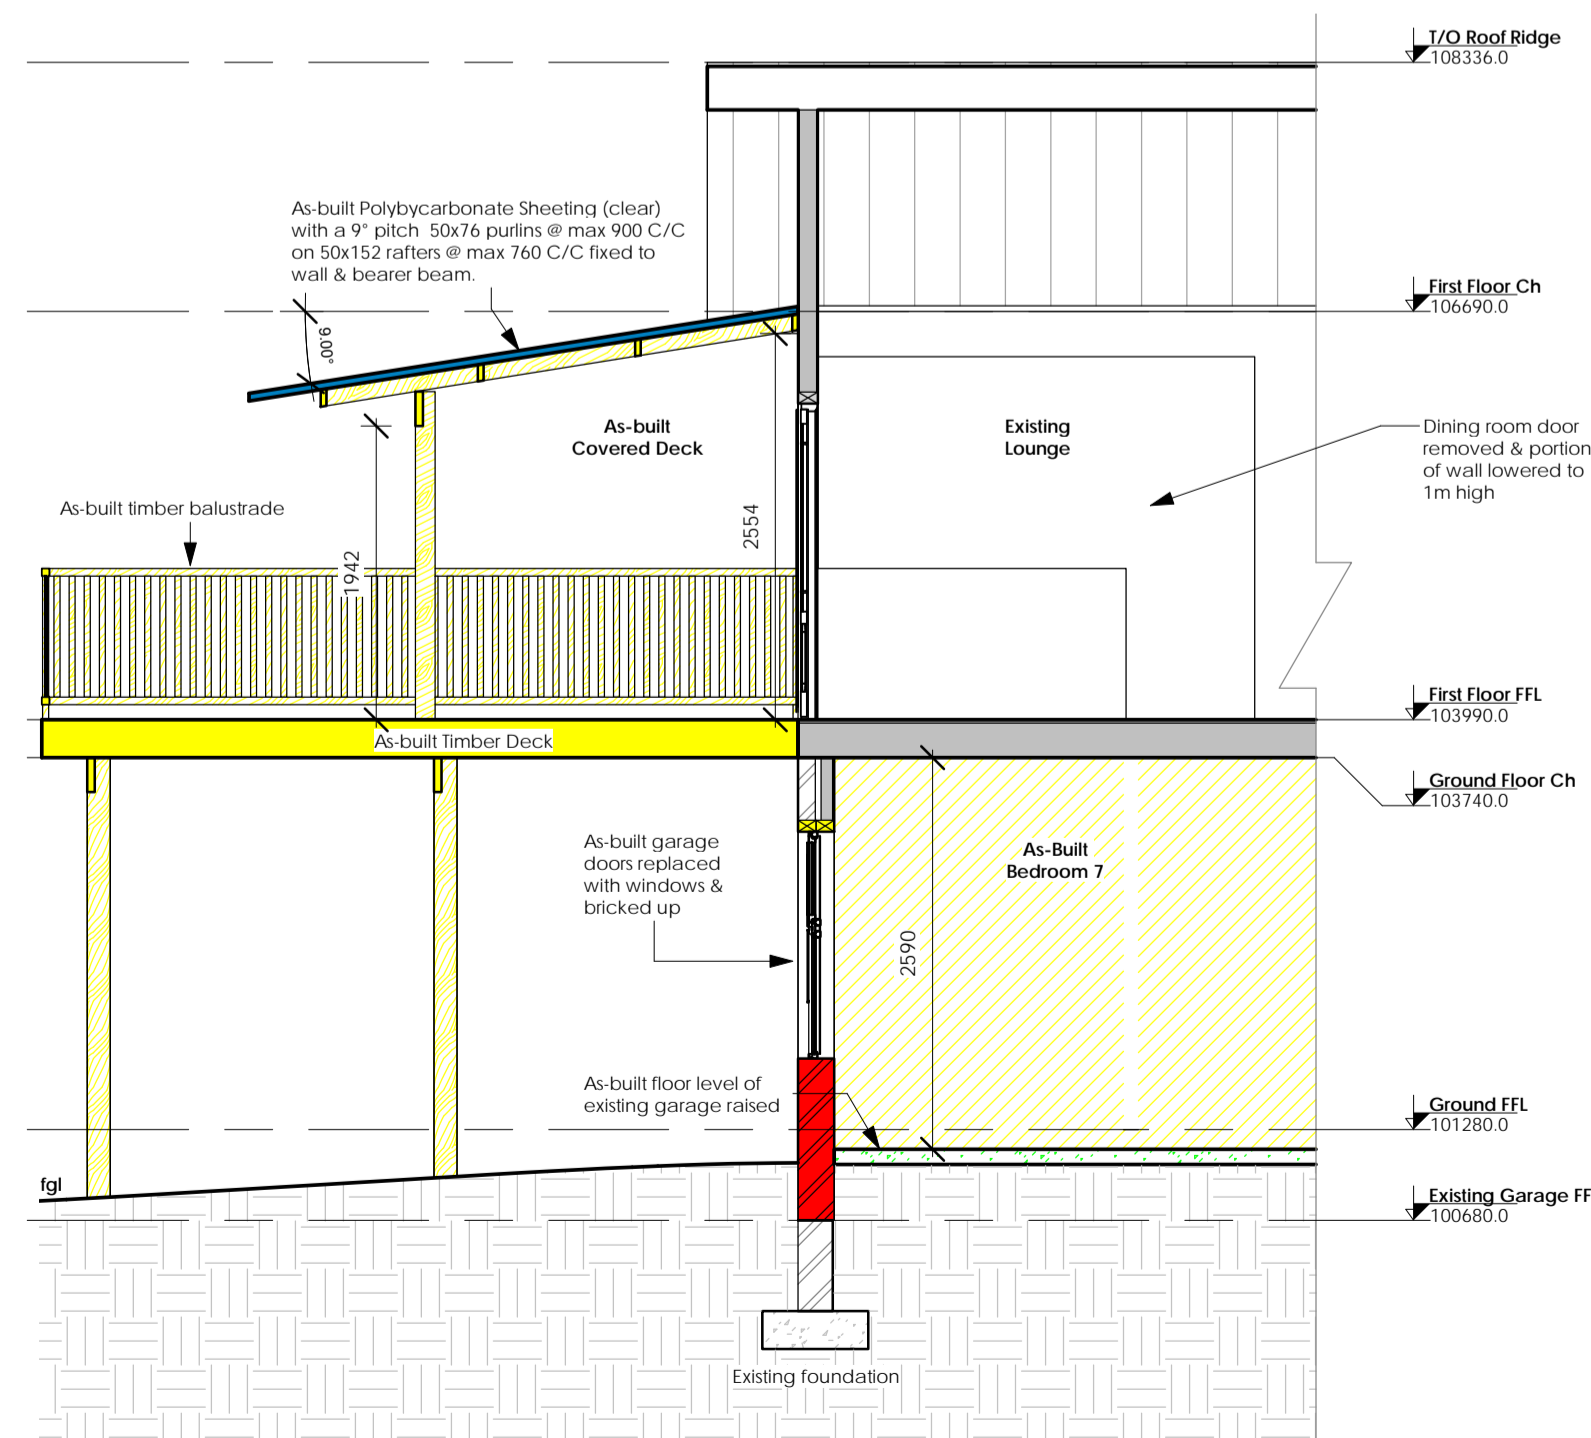 T/O Roof Ridge
108336.0
As-built Polybycarbonate Sheeting (clear)
with a 9° pitch 50x76 purlins @ max 900 C/C
on 50x152 rafters @ max 760 C/C fixed to
wall & bearer beam.
First Floor Ch
106690.0
9.00°
As-built
Covered Deck
Existing
Lounge
Dining room door
removed & portion
of wall lowered to
1m high
As-built timber balustrade
1942
2554
First Floor FFL
103990.0
As-built Timber Deck
Ground Floor Ch
103740.0
As-built garage
doors replaced
with windows &
bricked up
As-Built
Bedroom 7
2590
As-built floor level of
existing garage raised
Ground FFL
101280.0
fgl
Existing Garage FF
100680.0
Existing foundation